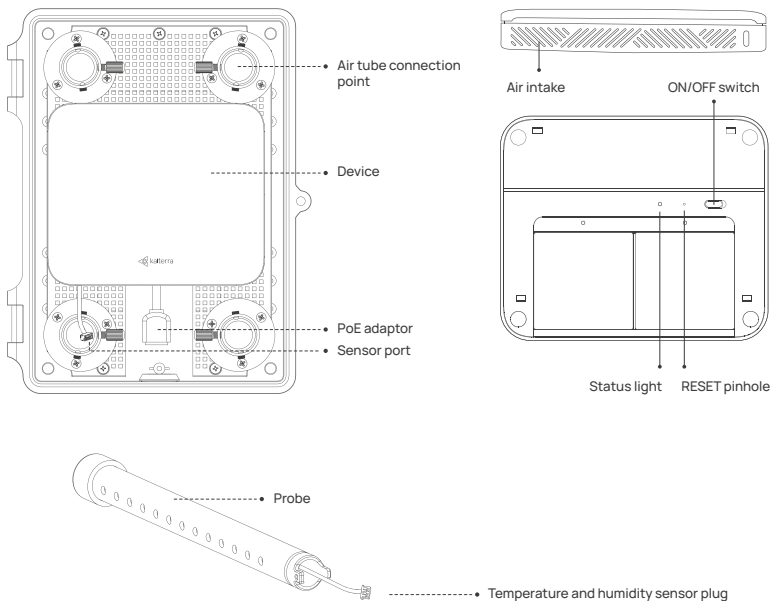 Air tube connection
point
Air intake
ON/OFF switch
Device
kaiterra
PoE adaptor
Sensor port
Status light
RESET pinhole
Probe
Temperature and humidity sensor plug